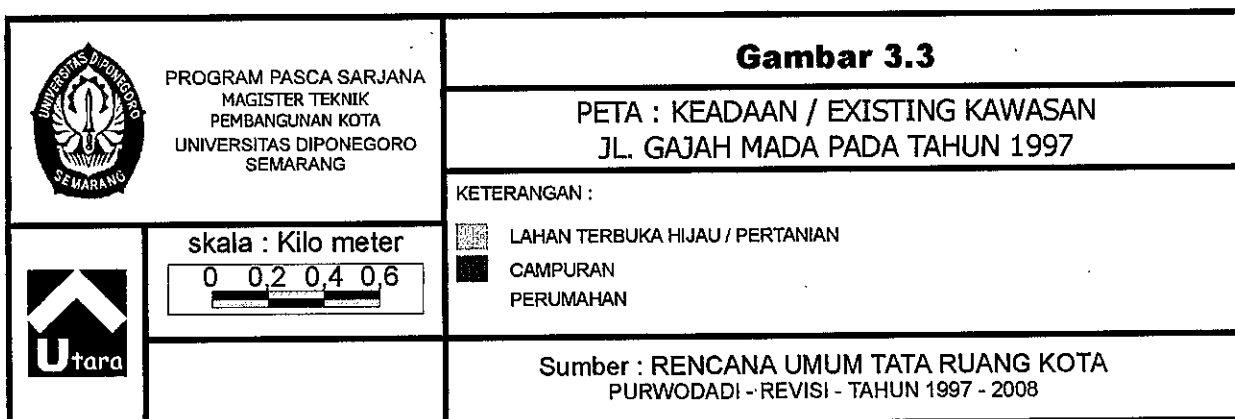 UNIVERSITAS DIPONEGORO
SEMARANG
PROGRAM PASCA SARJANA
MAGISTER TEKNIK
PEMBANGUNAN KOTA
UNIVERSITAS DIPONEGORO
SEMARANG
Gambar 3.3
PETA : KEADAAN / EXISTING KAWASAN
JL. GAJAH MADA PADA TAHUN 1997
Utara
skala : Kilo meter
0 0,2 0,4 0,6
KETERANGAN :
LAHAN TERBUKA HIJAU / PERTANIAN
CAMPURAN
PERUMAHAN
Sumber : RENCANA UMUM TATA RUANG KOTA
PURWODADI - REVISI - TAHUN 1997 - 2008